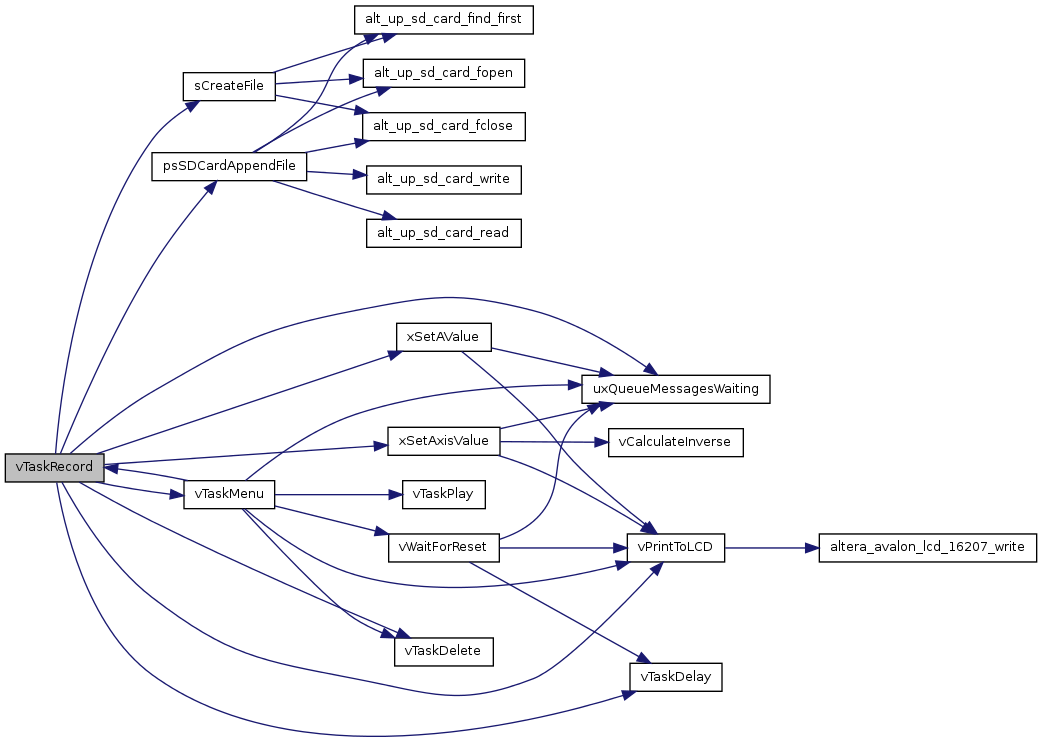 alt_up_sd_card_find_first
alt_up_sd_card_fopen
sCreateFile
alt_up_sd_card_fclose
psSDCardAppendFile
alt_up_sd_card_write
alt_up_sd_card_read
xSetAValue
uxQueueMessagesWaiting
xSetAxisValue
vCalculateInverse
vTaskRecord
vTaskMenu
vTaskPlay
vWaitForReset
vPrintToLCD
altera_avalon_lcd_16207_write
vTaskDelete
vTaskDelay